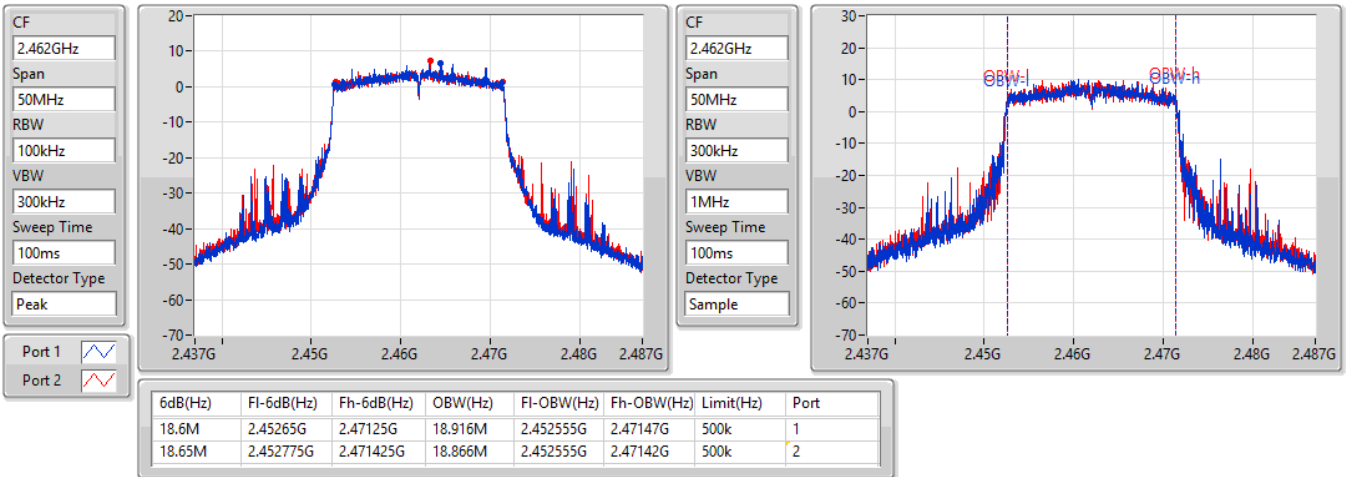 CF
2.462GHz
Span
50MHz
RBW
100kHz
VBW
300kHz
Sweep Time
100ms
Detector Type
Peak
Port 1
Port 2
20
10
0
-10
-20
-30
-40
-50
-60
-70
2.437G 2.45G 2.46G 2.47G 2.48G 2.487G
CF
2.462GHz
Span
50MHz
RBW
300kHz
VBW
1MHz
Sweep Time
100ms
Detector Type
Sample
30
20
10
0
-10
-20
-30
-40
-50
-60
-70
OBW-l OBW-h
OBW-l OBW-h
2.437G 2.45G 2.46G 2.47G 2.48G 2.487G
6dB(Hz) Fl-6dB(Hz) Fh-6dB(Hz) OBW(Hz) Fl-OBW(Hz) Fh-OBW(Hz) Limit(Hz) Port
18.6M 2.45265G 2.47125G 18.916M 2.452555G 2.47147G 500k 1
18.65M 2.452775G 2.471425G 18.866M 2.452555G 2.47142G 500k 2